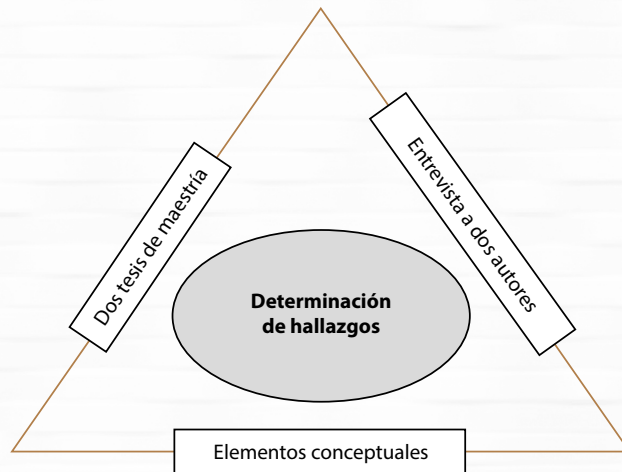 Dos tesis de maestría
Entrevista a dos autores
Determinación
de hallazgos
Elementos conceptuales